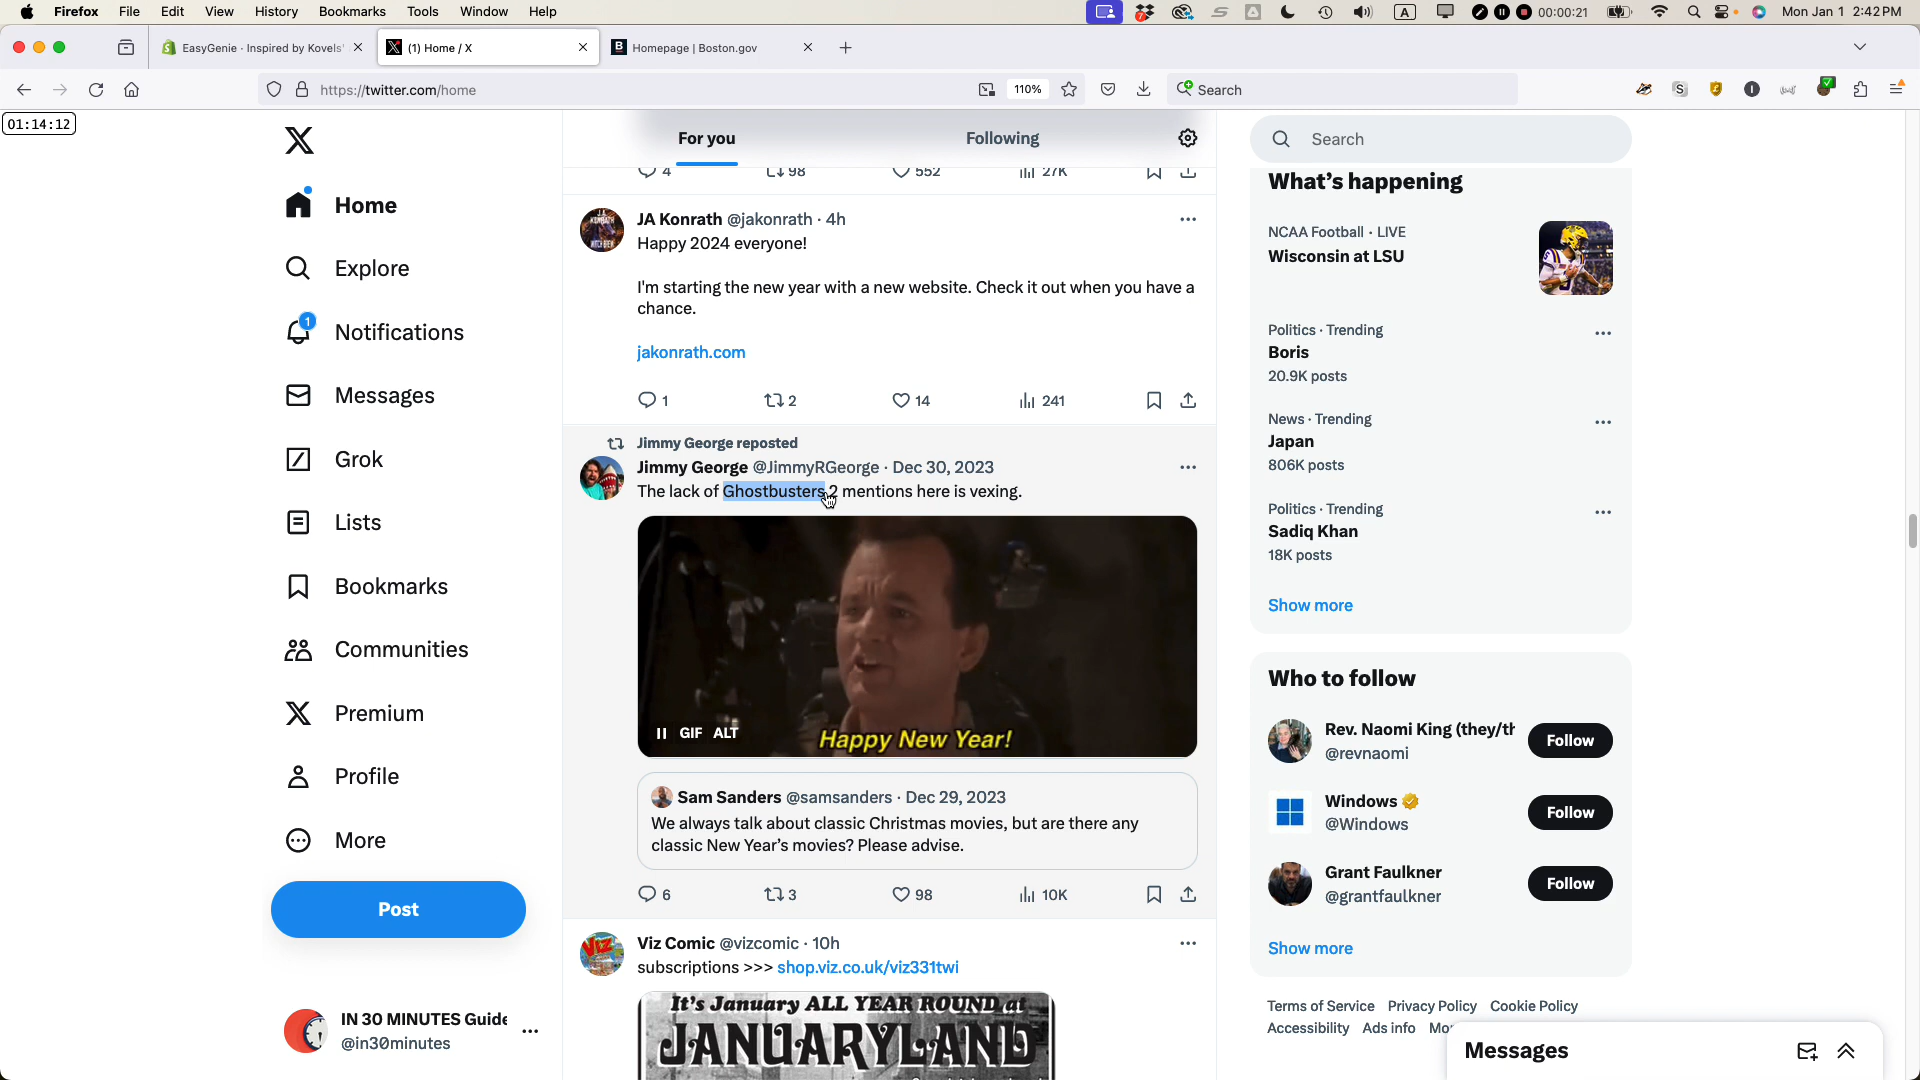 Firefox File Edit View History Bookmarks Tools Window Help A 00:00:21 Mon Jan 1 2:42 PM
EasyGenie · Inspired by Kovels' (1) Home / X Homepage | Boston.gov
https://twitter.com/home 110% Search
01:14:12
Home
Explore
1
Notifications
Messages
Grok
Lists
Bookmarks
Communities
Premium
Profile
More
Post
IN 30 MINUTES Guide
@in30minutes
For you Following
4 98 552 27K
JA Konrath @jakonrath · 4h
Happy 2024 everyone!
I'm starting the new year with a new website. Check it out when you have a
chance.
jakonrath.com
1 2 14 241
Jimmy George reposted
Jimmy George @JimmyRGeorge · Dec 30, 2023
The lack of Ghostbusters 2 mentions here is vexing.
GIF ALT
Happy New Year!
Sam Sanders @samsanders · Dec 29, 2023
We always talk about classic Christmas movies, but are there any
classic New Year's movies? Please advise.
6 3 98 10K
Viz Comic @vizcomic · 10h
subscriptions >>> shop.viz.co.uk/viz331twi
It's January ALL YEAR ROUND at
JANUARYLAND
Search
What's happening
NCAA Football · LIVE
Wisconsin at LSU
Politics · Trending
Boris
20.9K posts
News · Trending
Japan
806K posts
Politics · Trending
Sadiq Khan
18K posts
Show more
Who to follow
Rev. Naomi King (they/th
@revnaomi
Follow
Windows
@Windows
Follow
Grant Faulkner
@grantfaulkner
Follow
Show more
Terms of Service Privacy Policy Cookie Policy
Accessibility Ads info Mor
Messages